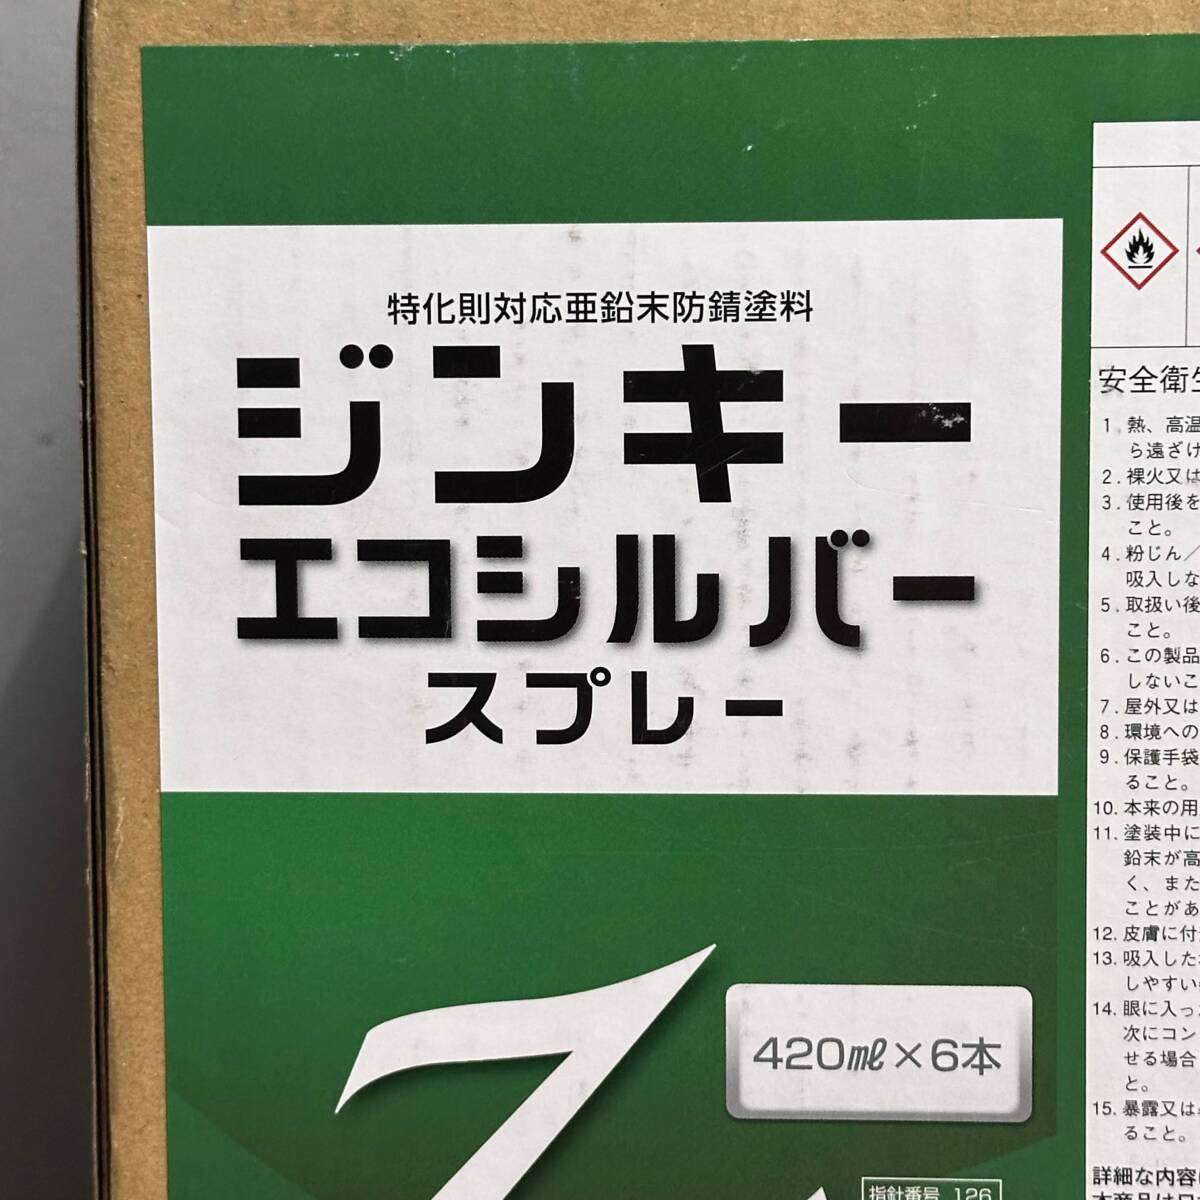 特化則対応亜鉛末防錆塗料
ジンキー
エコシルバー
スプレー
420㎖×6本
指針番号 126
安全衛生
1. 熱、高温
ら遠ざけ
2. 裸火又は
3. 使用後を
こと。
4. 粉じん／
吸入しな
5. 取扱い後
こと。
6. この製品
しないこ
7. 屋外又は
8. 環境への
9. 保護手袋
ること。
10. 本来の用
11. 塗装中に
鉛末が高
く、また
ことがあ
12. 皮膚に付
13. 吸入した
しやすい
14. 眼に入っ
次にコン
せる場合
と。
15. 暴露又は
ること。
詳細な内容